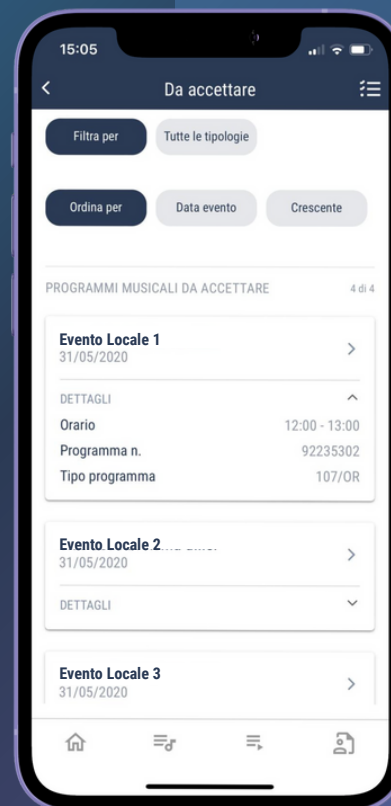 15:05
Da accettare
Filtra per Tutte le tipologie
Ordina per Data evento Crescente
PROGRAMMI MUSICALI DA ACCETTARE 4 di 4
Evento Locale 1
31/05/2020
DETTAGLI
Orario 12:00 - 13:00
Programma n. 92235302
Tipo programma 107/OR
Evento Locale 2
31/05/2020
DETTAGLI
Evento Locale 3
31/05/2020